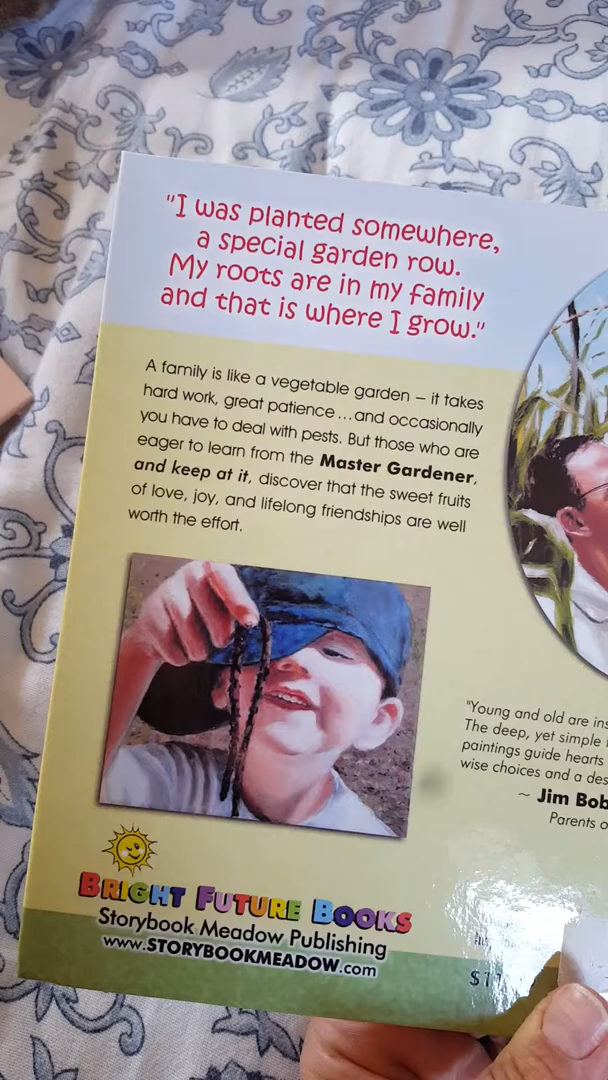 "I was planted somewhere,
a special garden row.
My roots are in my family
and that is where I grow."
A family is like a vegetable garden – it takes
hard work, great patience...and occasionally
you have to deal with pests. But those who are
eager to learn from the Master Gardener,
and keep at it, discover that the sweet fruits
of love, joy, and lifelong friendships are well
worth the effort.
"Young and old are
The deep, yet simple
paintings guide hearts
wise choices and a
~ Jim Bob
Parents
BRIGHT FUTURE BOOKS
Storybook Meadow Publishing
www.STORYBOOKMEADOW.com